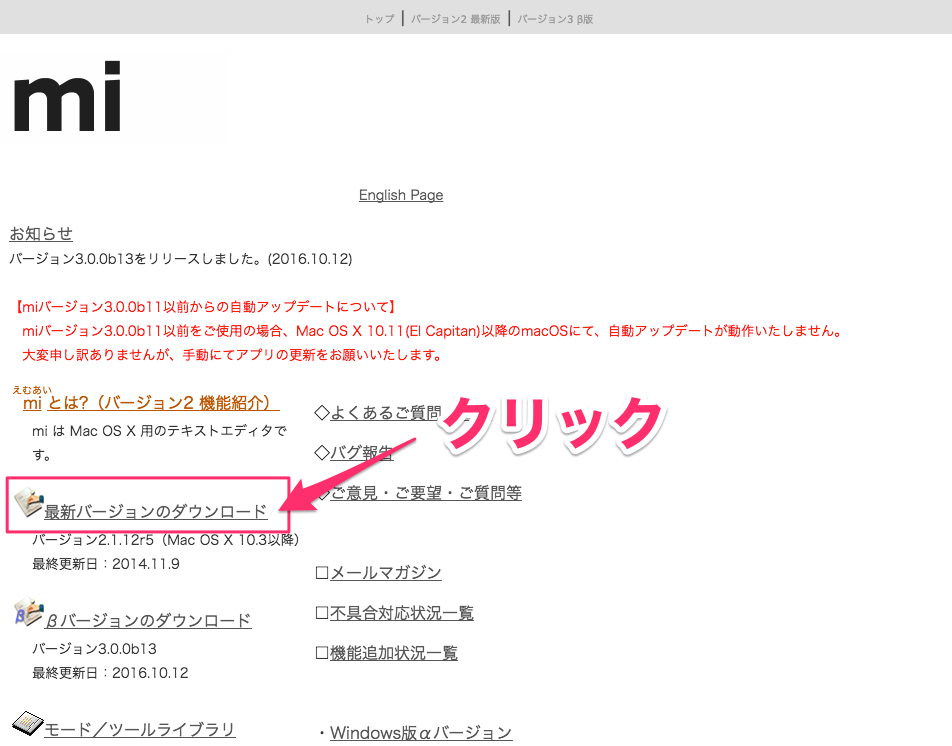 トップ | バージョン2 最新版 | バージョン3 β版
mi
English Page
お知らせ
バージョン3.0.0b13をリリースしました。(2016.10.12)
【miバージョン3.0.0b11以前からの自動アップデートについて】
miバージョン3.0.0b11以前をご使用の場合、Mac OS X 10.11(El Capitan)以降のmacOSにて、自動アップデートが動作いたしません。
大変申し訳ありませんが、手動にてアプリの更新をお願いいたします。
えむあい
mi とは?（バージョン2 機能紹介）
mi は Mac OS X 用のテキストエディタで
す。
最新バージョンのダウンロード
バージョン2.1.12r5（Mac OS X 10.3以降）
最終更新日：2014.11.9
βバージョンのダウンロード
バージョン3.0.0b13
最終更新日：2016.10.12
モード／ツールライブラリ
◇よくあるご質問
クリック
◇バグ報告
◇ご意見・ご要望・ご質問等
□メールマガジン
□不具合対応状況一覧
□機能追加状況一覧
・Windows版αバージョン